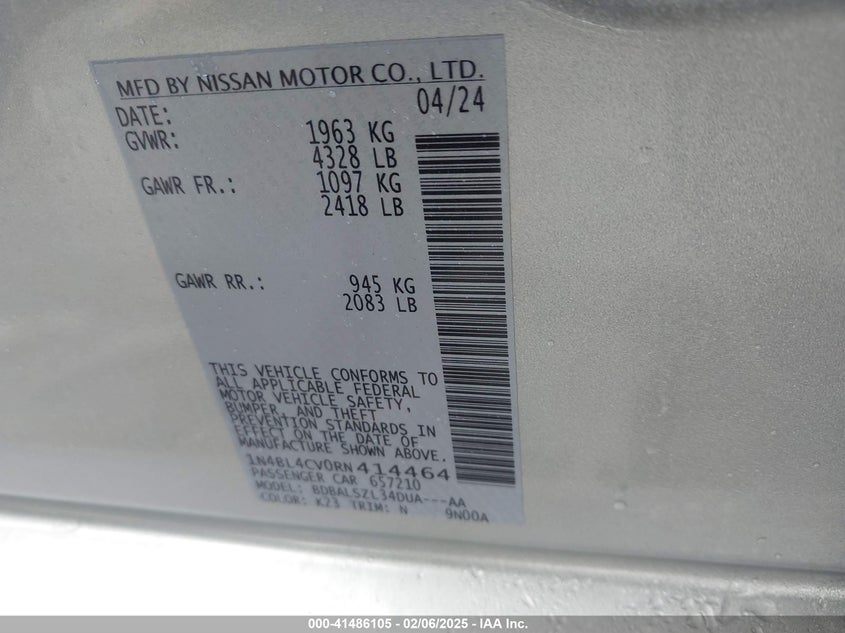 MFD BY NISSAN MOTOR CO., LTD.
DATE: 04/24
GVWR: 1963 KG
4328 LB
GAWR FR.: 1097 KG
2418 LB
GAWR RR.: 945 KG
2083 LB
THIS VEHICLE CONFORMS TO
ALL APPLICABLE FEDERAL
MOTOR VEHICLE SAFETY,
BUMPER, AND THEFT
PREVENTION STANDARDS IN
EFFECT ON THE DATE OF
MANUFACTURE SHOWN ABOVE.
1N4BL4CV0RN414464
PASSENGER CAR 657210
MODEL: BDBALSZL34DUA---AA
COLOR: K23 TRIM: N 9N00A
000-41486105 - 02/06/2025 - IAA Inc.